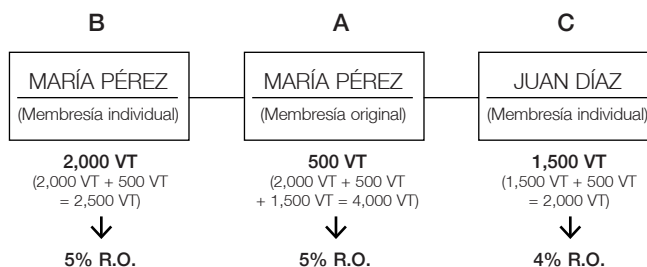 B
A
C
MARÍA PÉREZ
(Membresía individual)
MARÍA PÉREZ
(Membresía original)
JUAN DÍAZ
(Membresía individual)
2,000 VT
(2,000 VT + 500 VT
= 2,500 VT)
500 VT
(2,000 VT + 500 VT
+ 1,500 VT = 4,000 VT)
1,500 VT
(1,500 VT + 500 VT
= 2,000 VT)
5% R.O.
5% R.O.
4% R.O.